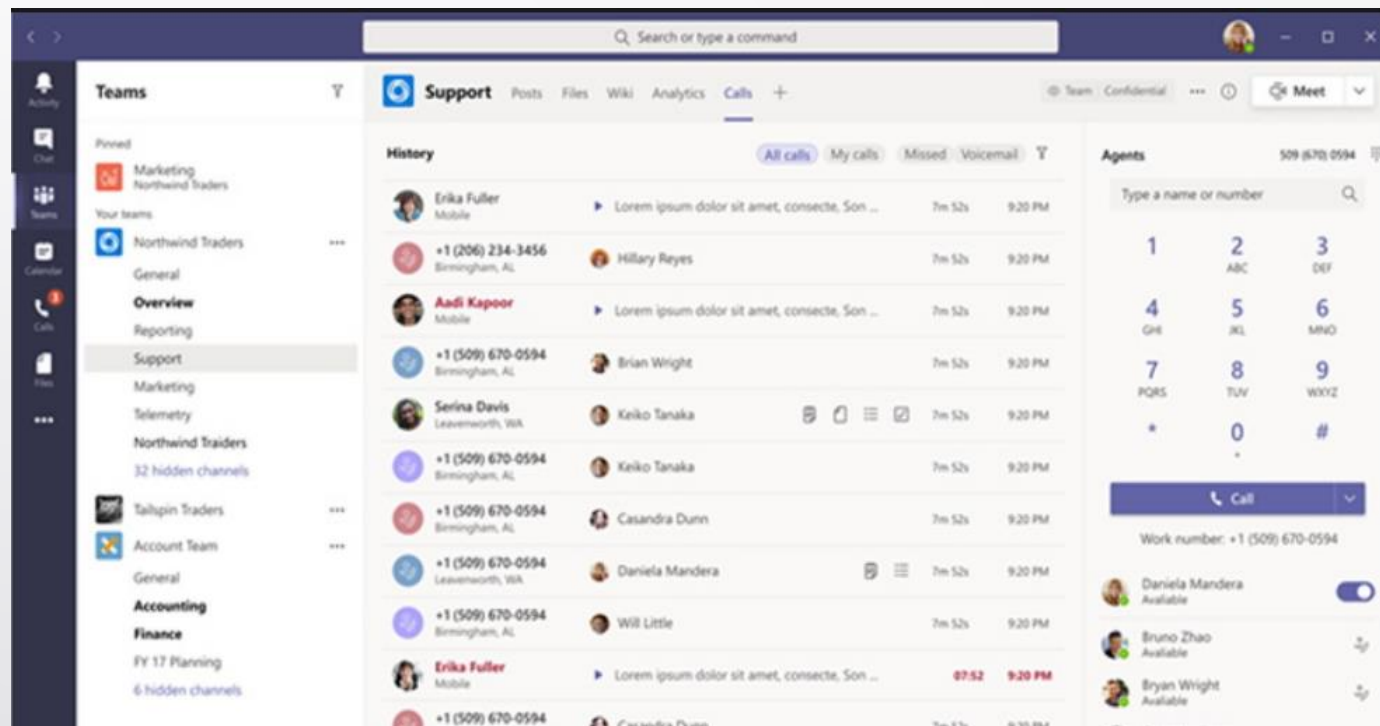 Search or type a command
Activity
Chat
Teams
Calendar
Calls
3
Files
Teams
Pinned
Marketing
Northwind Traders
Your teams
Northwind Traders
General
Overview
Reporting
Support
Marketing
Telemetry
Northwind Traiders
32 hidden channels
Tailspin Traders
Account Team
General
Accounting
Finance
FY 17 Planning
6 hidden channels
Support Posts Files Wiki Analytics Calls +
Team Confidential
Meet
History All calls My calls Missed Voicemail
Erika Fuller Lorem ipsum dolor sit amet, consecte, Son ... 7m 52s 9:20 PM
Mobile
+1 (206) 234-3456 Hillary Reyes 7m 52s 9:20 PM
Birmingham, AL
Aadi Kapoor Lorem ipsum dolor sit amet, consecte, Son ... 7m 52s 9:20 PM
Mobile
+1 (509) 670-0594 Brian Wright 7m 52s 9:20 PM
Birmingham, AL
Serina Davis Keiko Tanaka 7m 52s 9:20 PM
Leavenworth, WA
+1 (509) 670-0594 Keiko Tanaka 7m 52s 9:20 PM
Birmingham, AL
+1 (509) 670-0594 Casandra Dunn 7m 52s 9:20 PM
Birmingham, AL
+1 (509) 670-0594 Daniela Mandera 7m 52s 9:20 PM
Leavenworth, WA
+1 (509) 670-0594 Will Little 7m 52s 9:20 PM
Birmingham, AL
Erika Fuller Lorem ipsum dolor sit amet, consecte, Son ... 07:52 9:20 PM
Mobile
+1 (509) 670-0594 Casandra Dunn 7m 52s 9:20 PM
Agents 509 (670) 0594
Type a name or number
1 2 3
ABC DEF
4 5 6
GHI JKL MNO
7 8 9
PQRS TUV WXYZ
* 0 #
+
Call
Work number: +1 (509) 670-0594
Daniela Mandera
Available
Bruno Zhao
Available
Bryan Wright
Available